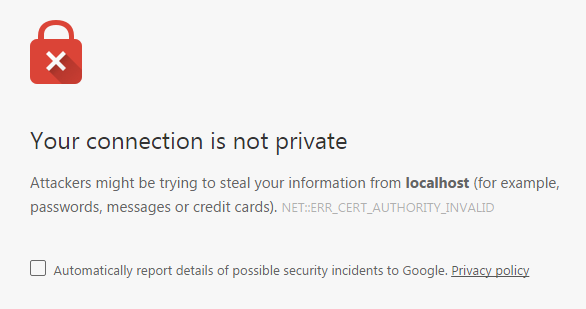 Your connection is not private
Attackers might be trying to steal your information from localhost (for example,
passwords, messages or credit cards). NET::ERR_CERT_AUTHORITY_INVALID
Automatically report details of possible security incidents to Google. Privacy policy